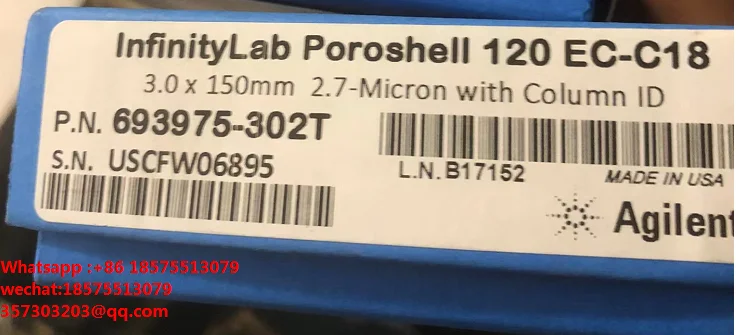 InfinityLab Poroshell 120 EC-C18
3.0 x 150mm 2.7-Micron with Column ID
P.N. 693975-302T
S.N. USCFW06895
L.N. B17152
MADE IN USA
Agilent
Whatsapp :+86 18575513079
wechat:18575513079
357303203@qq.com